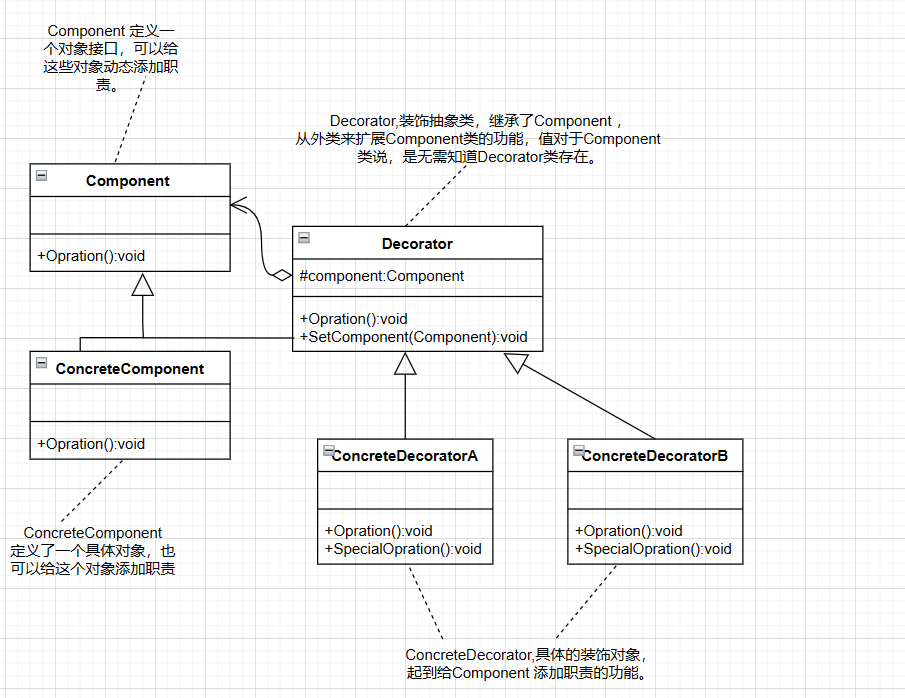 Component 定义一
个对象接口，可以给
这些对象动态添加职
责。
Decorator,装饰抽象类，继承了Component，
从外类来扩展Component类的功能，值对于Component
类说，是无需知道Decorator类存在。
Component
+Opration():void
Decorator
#component:Component
+Opration():void
+SetComponent(Component):void
ConcreteComponent
+Opration():void
ConcreteDecoratorA
+Opration():void
+SpecialOpration():void
ConcreteDecoratorB
+Opration():void
+SpecialOpration():void
ConcreteComponent
定义了一个具体对象，也
可以给这个对象添加职责
ConcreteDecorator,具体的装饰对象，
起到给Component 添加职责的功能。